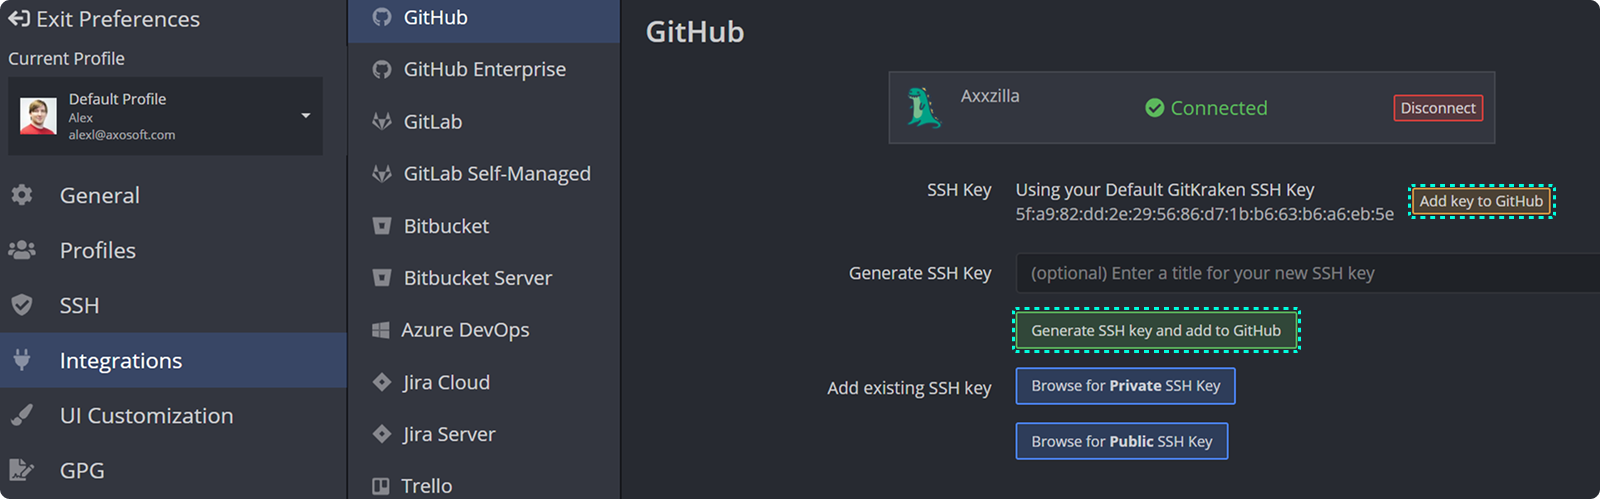 Exit Preferences
Current Profile
Default Profile
Alex
alexl@axosoft.com
General
Profiles
SSH
Integrations
UI Customization
GPG
GitHub
GitHub Enterprise
GitLab
GitLab Self-Managed
Bitbucket
Bitbucket Server
Azure DevOps
Jira Cloud
Jira Server
Trello
GitHub
Axxzilla
Connected
Disconnect
SSH Key
Using your Default GitKraken SSH Key
5f:a9:82:dd:2e:29:56:86:d7:1b:b6:63:b6:a6:eb:5e
Add key to GitHub
Generate SSH Key
(optional) Enter a title for your new SSH key
Generate SSH key and add to GitHub
Add existing SSH key
Browse for Private SSH Key
Browse for Public SSH Key